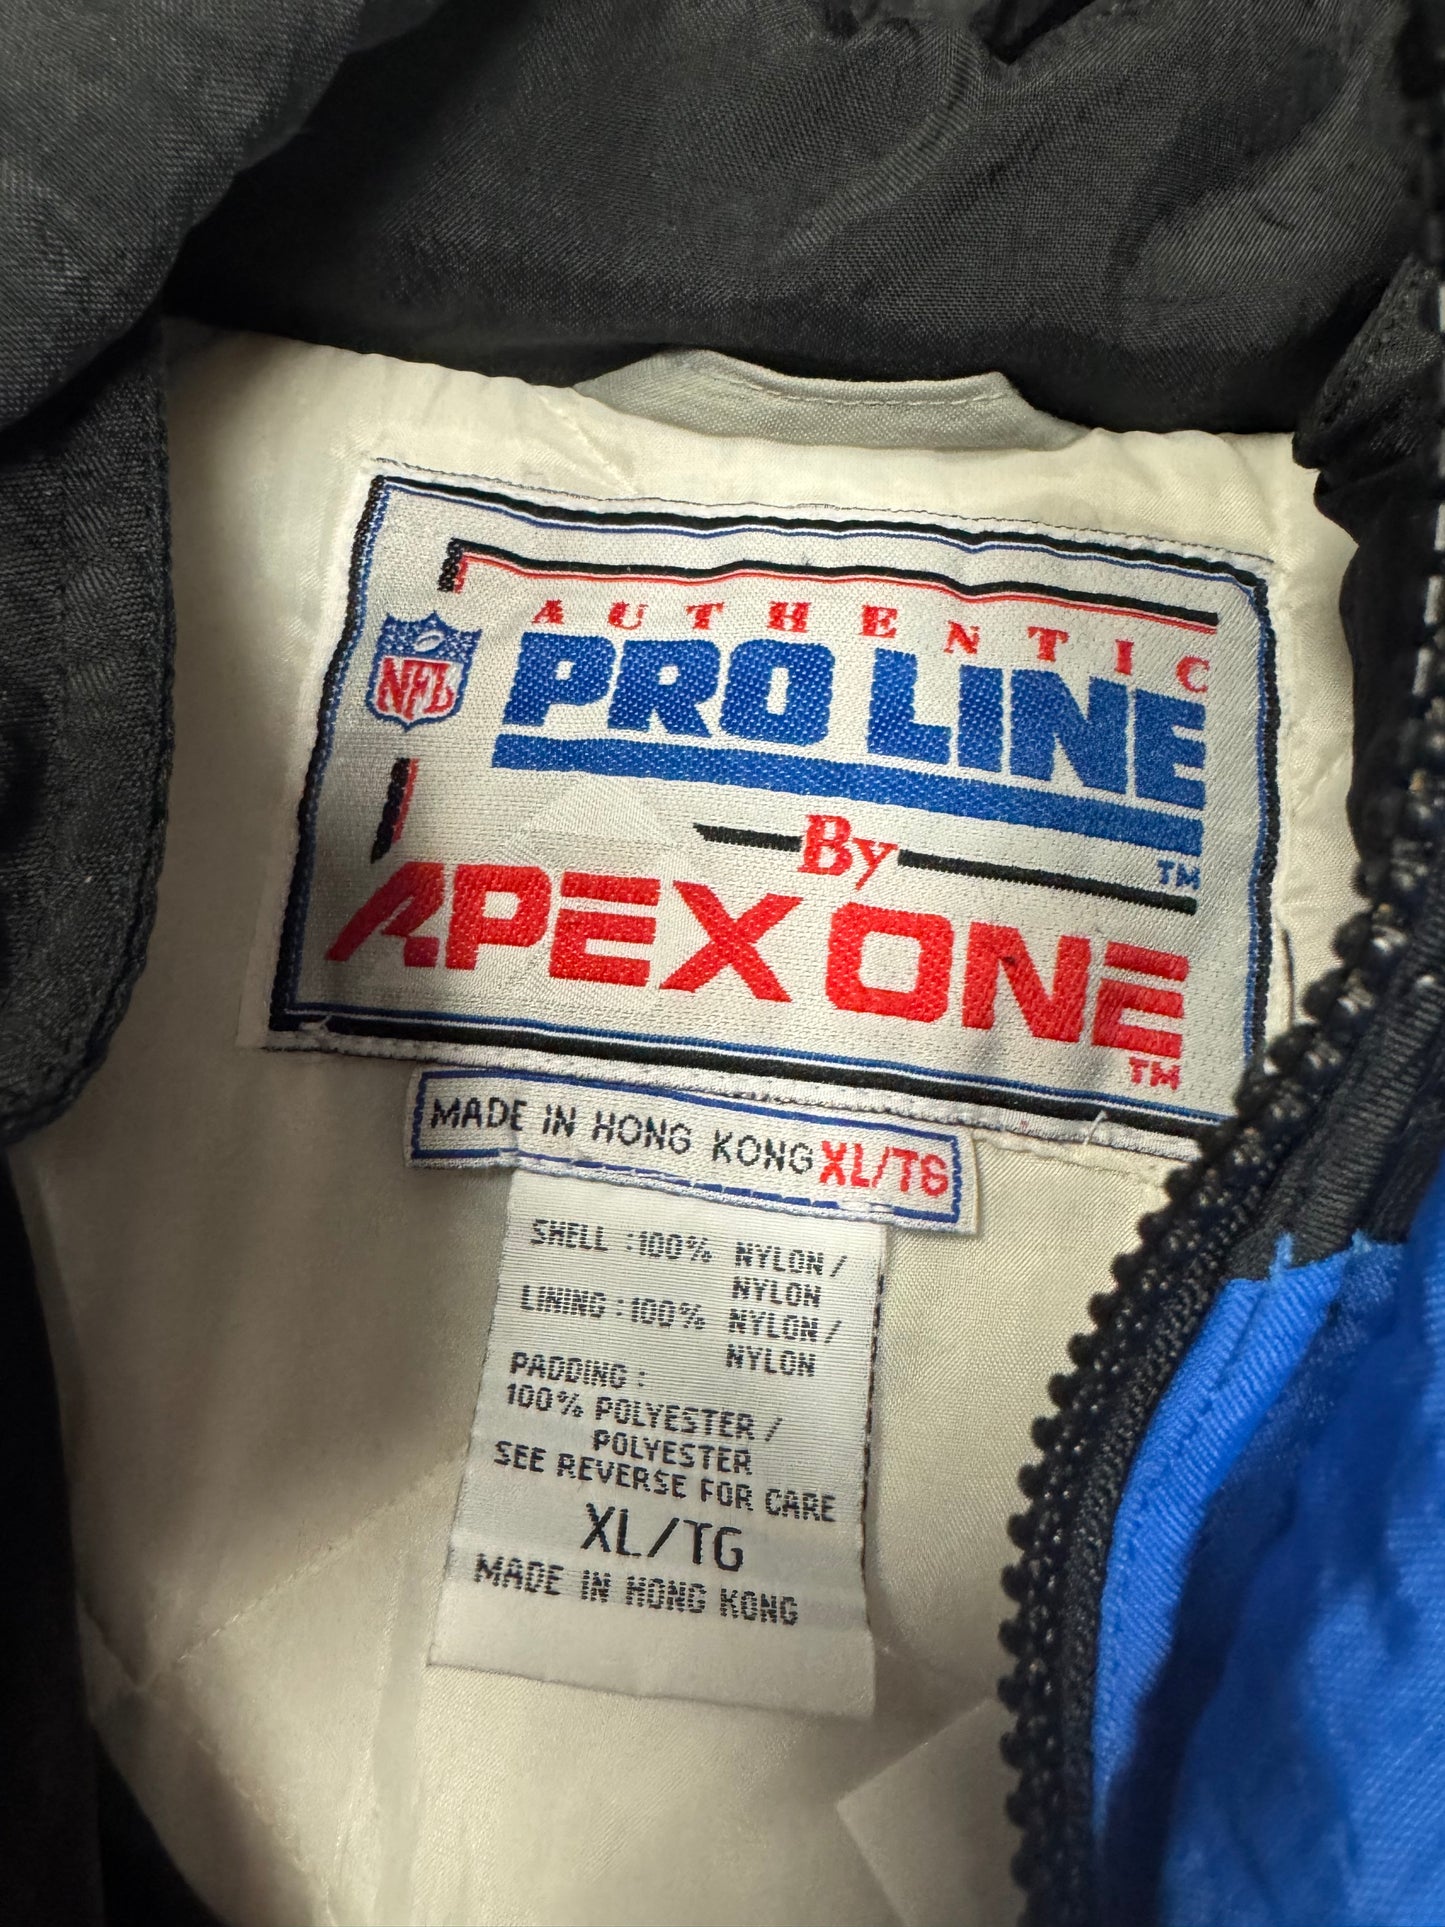 AUTHENTIC
NFL
PRO LINE
TM
By
APEX ONE
TM
MADE IN HONG KONG XL/TG
SHELL :100% NYLON/
NYLON
LINING :100% NYLON/
NYLON
PADDING :
100% POLYESTER /
POLYESTER
SEE REVERSE FOR CARE
XL/TG
MADE IN HONG KONG